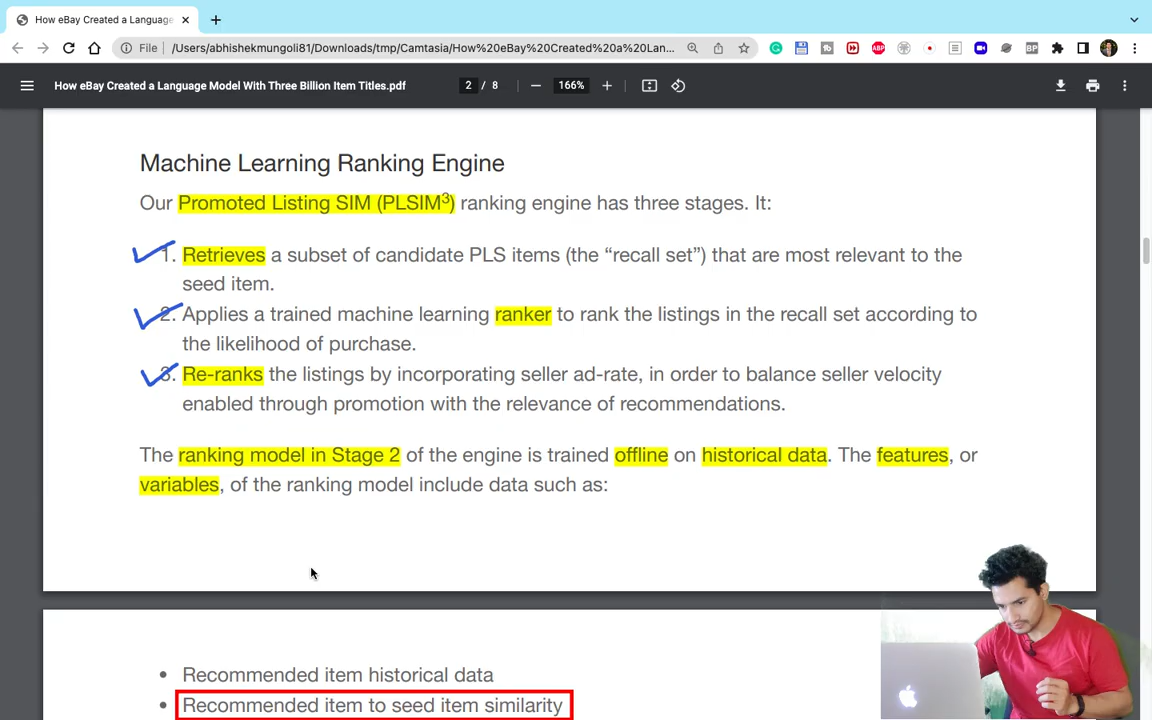 How eBay Created a Language
File /Users/abhishekmungoli81/Downloads/tmp/Camtasia/How%20eBay%20Created%20a%20Lan...
ABP
BP
How eBay Created a Language Model With Three Billion Item Titles.pdf
2 / 8
166%
Machine Learning Ranking Engine
Our Promoted Listing SIM (PLSIM³) ranking engine has three stages. It:
1. Retrieves a subset of candidate PLS items (the “recall set”) that are most relevant to the
seed item.
2. Applies a trained machine learning ranker to rank the listings in the recall set according to
the likelihood of purchase.
3. Re-ranks the listings by incorporating seller ad-rate, in order to balance seller velocity
enabled through promotion with the relevance of recommendations.
The ranking model in Stage 2 of the engine is trained offline on historical data. The features, or
variables, of the ranking model include data such as:
• Recommended item historical data
• Recommended item to seed item similarity